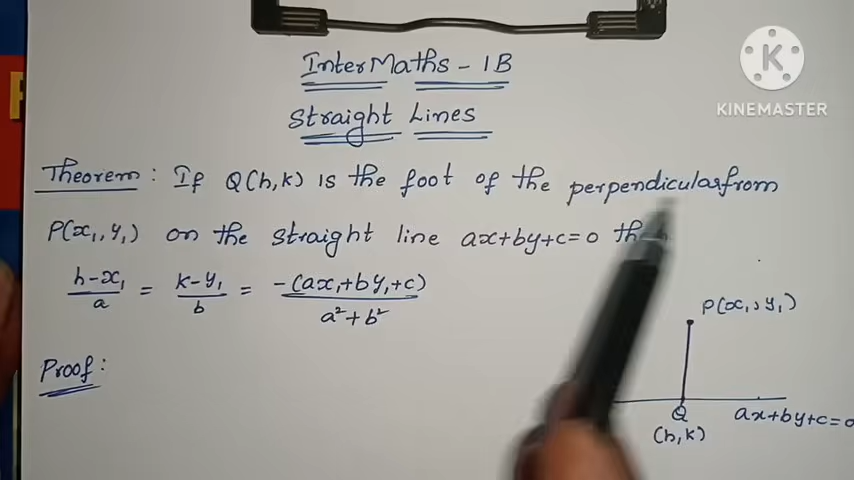 InterMaths - IB
Straight Lines
K
KINEMASTER
Theorem: If Q(h,k) is the foot of the perpendicular from
P(x₁, y₁) on the straight line ax+by+c=0
h-x₁/a = k-y₁/b = -(ax₁+by₁+c)/a²+b²
Proof:
P(x₁, y₁)
Q
(h,k)
ax+by+c=0